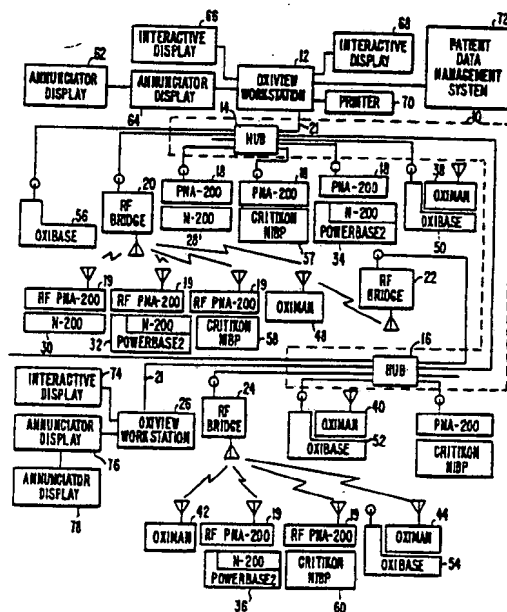 66
68
72
62
INTERACTIVE DISPLAY
12
INTERACTIVE DISPLAY
PATIENT DATA MANAGEMENT SYSTEM
ANNUNCIATOR DISPLAY
ANNUNCIATOR DISPLAY
OXIVIEW WORKSTATION
PRINTER
70
64
14
21
10
HUB
20
18
18
18
38
RF BRIDGE
PNA-200
PNA-200
PNA-200
OXIMAN
56
OXIBASE
N-200
CRITIKON NIBP
N-200
POWERBASE2
OXIBASE
28
57
34
50
19
19
19
22
RF PNA-200
RF PNA-200
RF PNA-200
OXIMAN
RF BRIDGE
N-200
N-200
POWERBASE2
CRITIKON NIBP
48
30
32
58
16
HUB
74
21
24
INTERACTIVE DISPLAY
26
RF BRIDGE
40
OXIVIEW WORKSTATION
OXIMAN
PNA-200
ANNUNCIATOR DISPLAY
52
OXIBASE
CRITIKON NIBP
76
ANNUNCIATOR DISPLAY
78
42
19
19
44
OXIMAN
RF PNA-200
RF PNA-200
OXIMAN
N-200
POWERBASE2
CRITIKON NIBP
54
OXIBASE
36
60